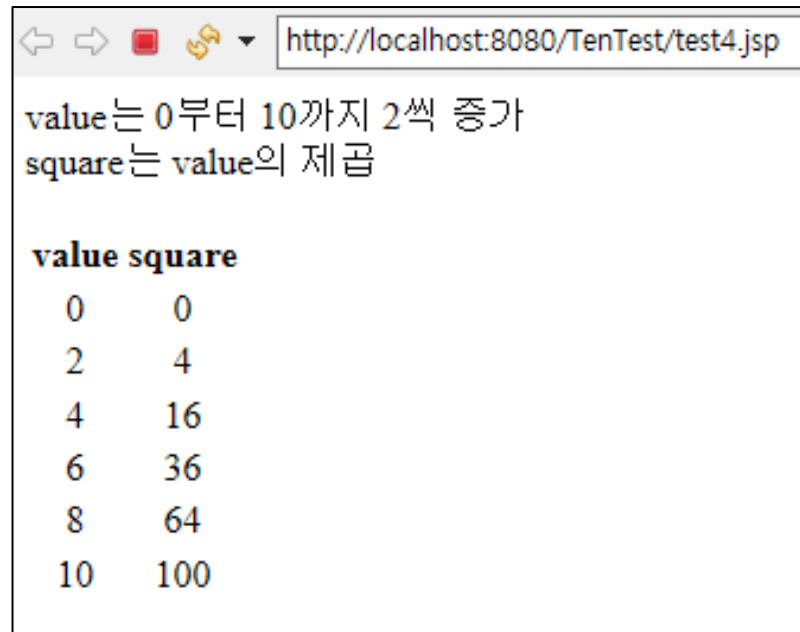 http://localhost:8080/TenTest/test4.jsp
value는 0부터 10까지 2씩 증가
square는 value의 제곱
value square
0 0
2 4
4 16
6 36
8 64
10 100